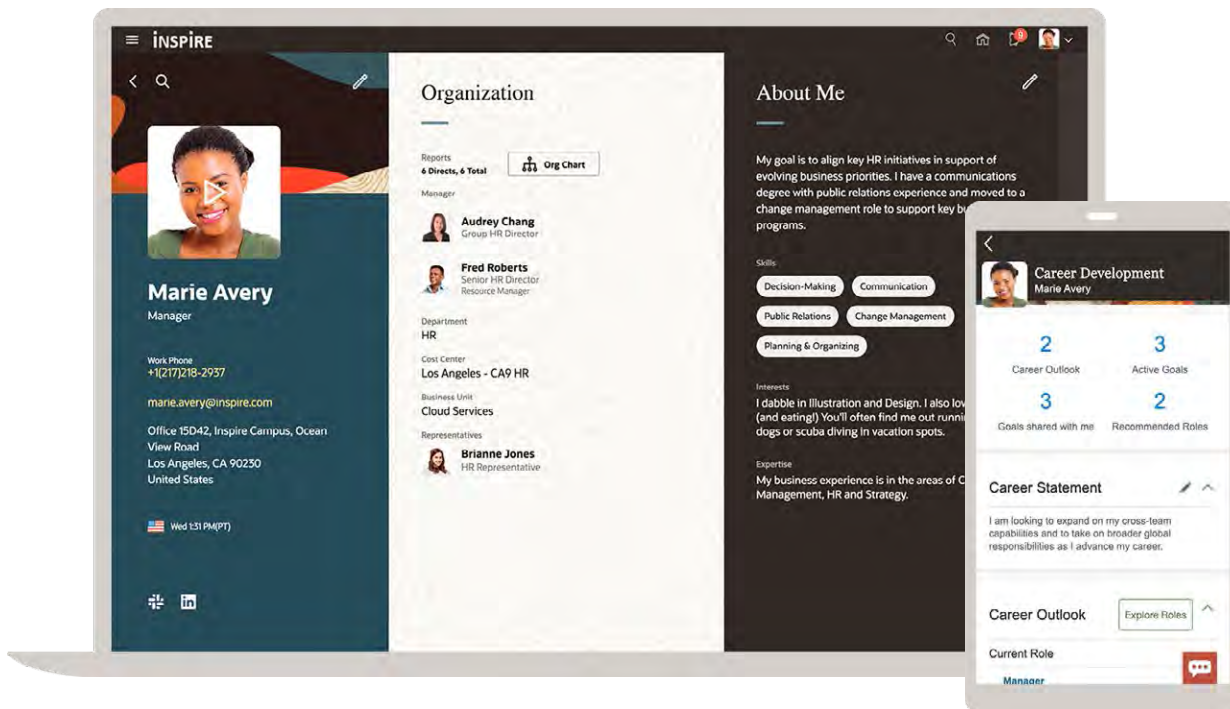 iNSPiRE
9
Marie Avery
Manager
Work Phone
+1(217)218-2937
marie.avery@inspire.com
Office 15D42, Inspire Campus, Ocean
View Road
Los Angeles, CA 90230
United States
Wed 1:31 PM(PT)
in
Organization
Reports
6 Directs, 6 Total
Org Chart
Manager
Audrey Chang
Group HR Director
Fred Roberts
Senior HR Director
Resource Manager
Department
HR
Cost Center
Los Angeles - CA9 HR
Business Unit
Cloud Services
Representatives
Brianne Jones
HR Representative
About Me
My goal is to align key HR initiatives in support of
evolving business priorities. I have a communications
degree with public relations experience and moved to a
change management role to support key bu
programs.
Skills
Decision-Making
Communication
Public Relations
Change Management
Planning & Organizing
Interests
I dabble in Illustration and Design. I also lov
(and eating!) You'll often find me out runni
dogs or scuba diving in vacation spots.
Expertise
My business experience is in the areas of C
Management, HR and Strategy.
Career Development
Marie Avery
2
Career Outlook
3
Active Goals
3
Goals shared with me
2
Recommended Roles
Career Statement
I am looking to expand on my cross-team
capabilities and to take on broader global
responsibilities as I advance my career.
Career Outlook
Explore Roles
Current Role
Manager